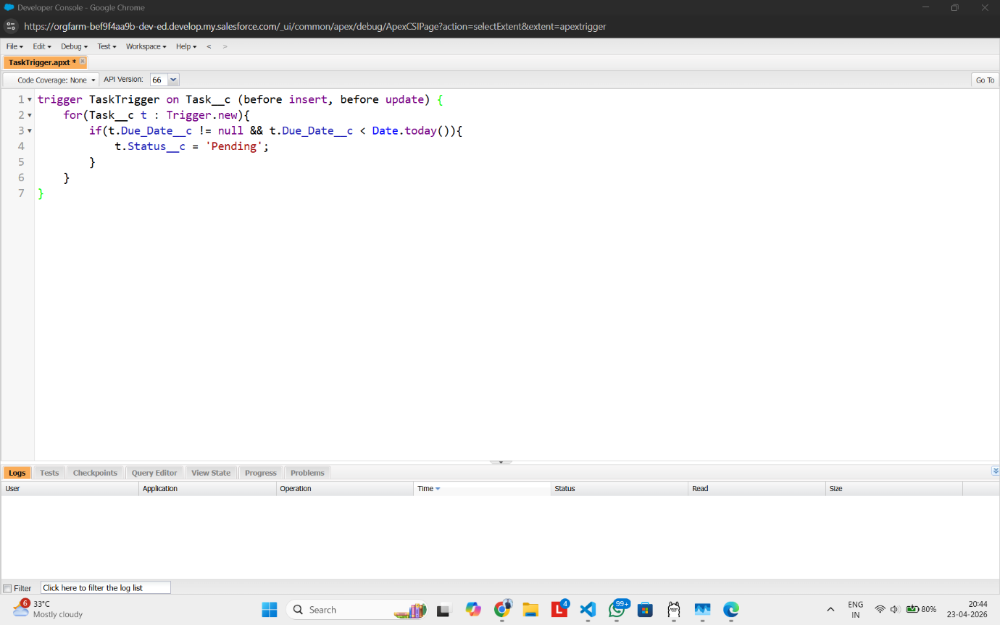 Developer Console - Google Chrome
https://orgfarm-bef9f4aa9b-dev-ed.develop.my.salesforce.com/_ui/common/apex/debug/ApexCSIPage?action=selectExtent&extent=apextrigger
File Edit Debug Test Workspace Help < >
TaskTrigger.apxt *
Code Coverage: None API Version: 66 Go To
1 trigger TaskTrigger on Task__c (before insert, before update) {
2 for(Task__c t : Trigger.new){
3 if(t.Due_Date__c != null && t.Due_Date__c < Date.today()){
4 t.Status__c = 'Pending';
5 }
6 }
7 }
Logs Tests Checkpoints Query Editor View State Progress Problems
User Application Operation Time Status Read Size
Filter Click here to filter the log list
6 33°C
Mostly cloudy
Search
L 4
99+
ENG
IN
80%
20:44
23-04-2026